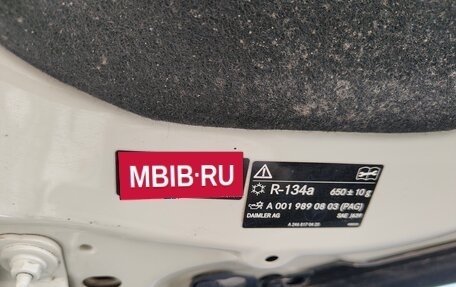 MBIB·RU
R-134a 650 ± 10 g
A 001 989 08 03 (PAG)
DAIMLER AG SAE J639